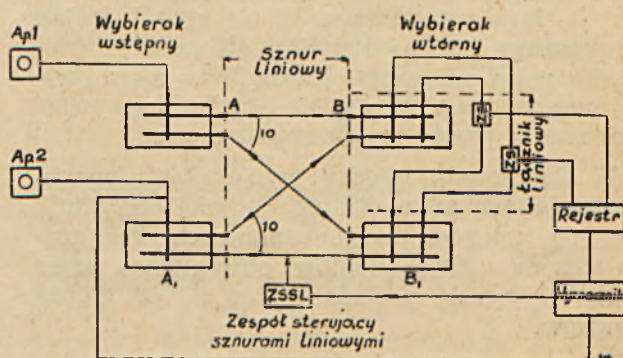 Ap1
Wybierak
wstępny
Wybierak
wtórny
Sznur
liniowy
A
B
10
ZS
Łącznik
liniowy
ZS
Ap2
Rejestr
10
A₁
B₁
ZSSL
Zespół sterujący
sznurami liniowymi